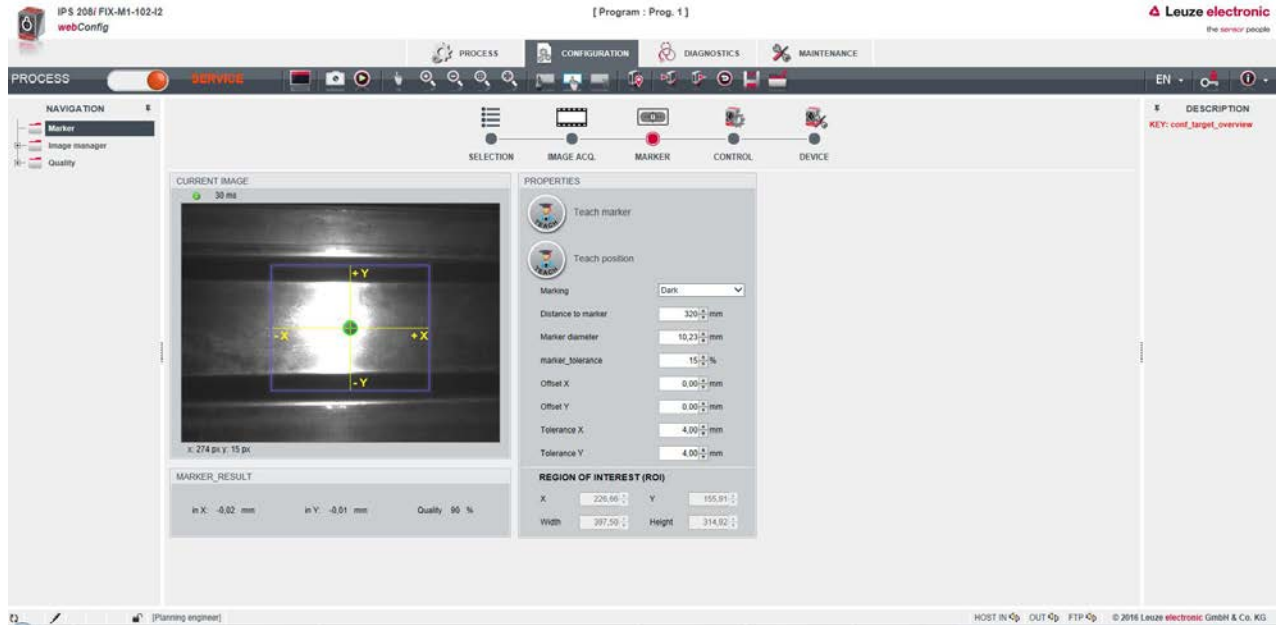 IPS 208i FIX-M1-102-I2
webConfig
[ Program : Prog. 1 ]
Leuze electronic
the sensor people
PROCESS
CONFIGURATION
DIAGNOSTICS
MAINTENANCE
PROCESS
SERVICE
EN
NAVIGATION
Marker
Image manager
Quality
SELECTION
IMAGE ACQ.
MARKER
CONTROL
DEVICE
DESCRIPTION
KEY: conf_target_overview
CURRENT IMAGE
30 ms
+Y
-X
+X
-Y
x: 274 px y: 15 px
MARKER_RESULT
in X: -0,02 mm
in Y: -0,01 mm
Quality 90 %
PROPERTIES
TEACH
Teach marker
TEACH
Teach position
Marking Dark
Distance to marker 320 mm
Marker diameter 10,23 mm
marker_tolerance 15 %
Offset X 0,00 mm
Offset Y 0,00 mm
Tolerance X 4,00 mm
Tolerance Y 4,00 mm
REGION OF INTEREST (ROI)
X 226,66 Y 155,91
Width 397,50 Height 314,92
[Planning engineer]
HOST IN OUT FTP © 2016 Leuze electronic GmbH & Co. KG